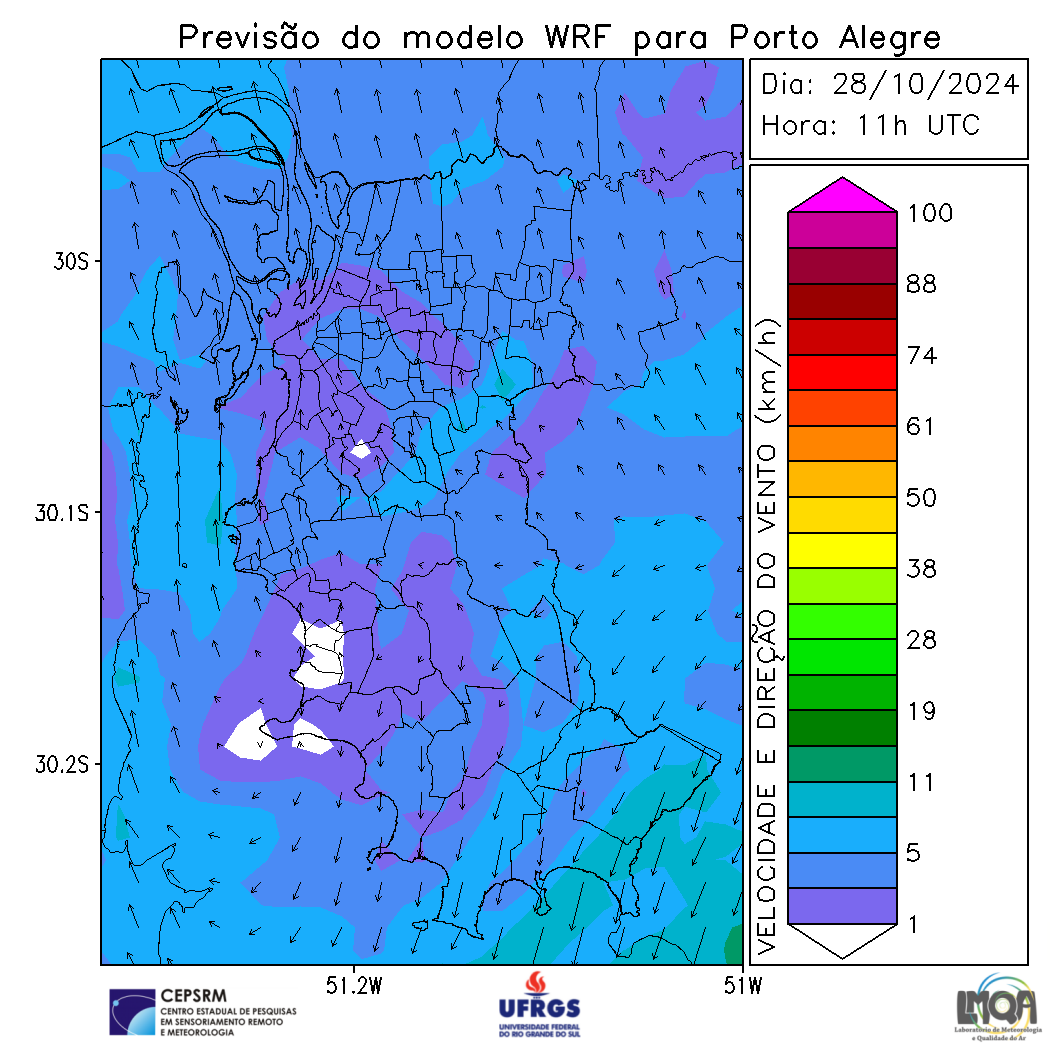 Previsão do modelo WRF para Porto Alegre
Dia: 28/10/2024
Hora: 11h UTC
30S
30.1S
30.2S
51.2W
51W
VELOCIDADE E DIREÇÃO DO VENTO (km/h)
100
88
74
61
50
38
28
19
11
5
1
CEPSRM
CENTRO ESTADUAL DE PESQUISAS
EM SENSORIAMENTO REMOTO
E METEOROLOGIA
UFRGS
UNIVERSIDADE FEDERAL
DO RIO GRANDE DO SUL
LMQA
Laboratório de Meteorologia
e Qualidade do Ar